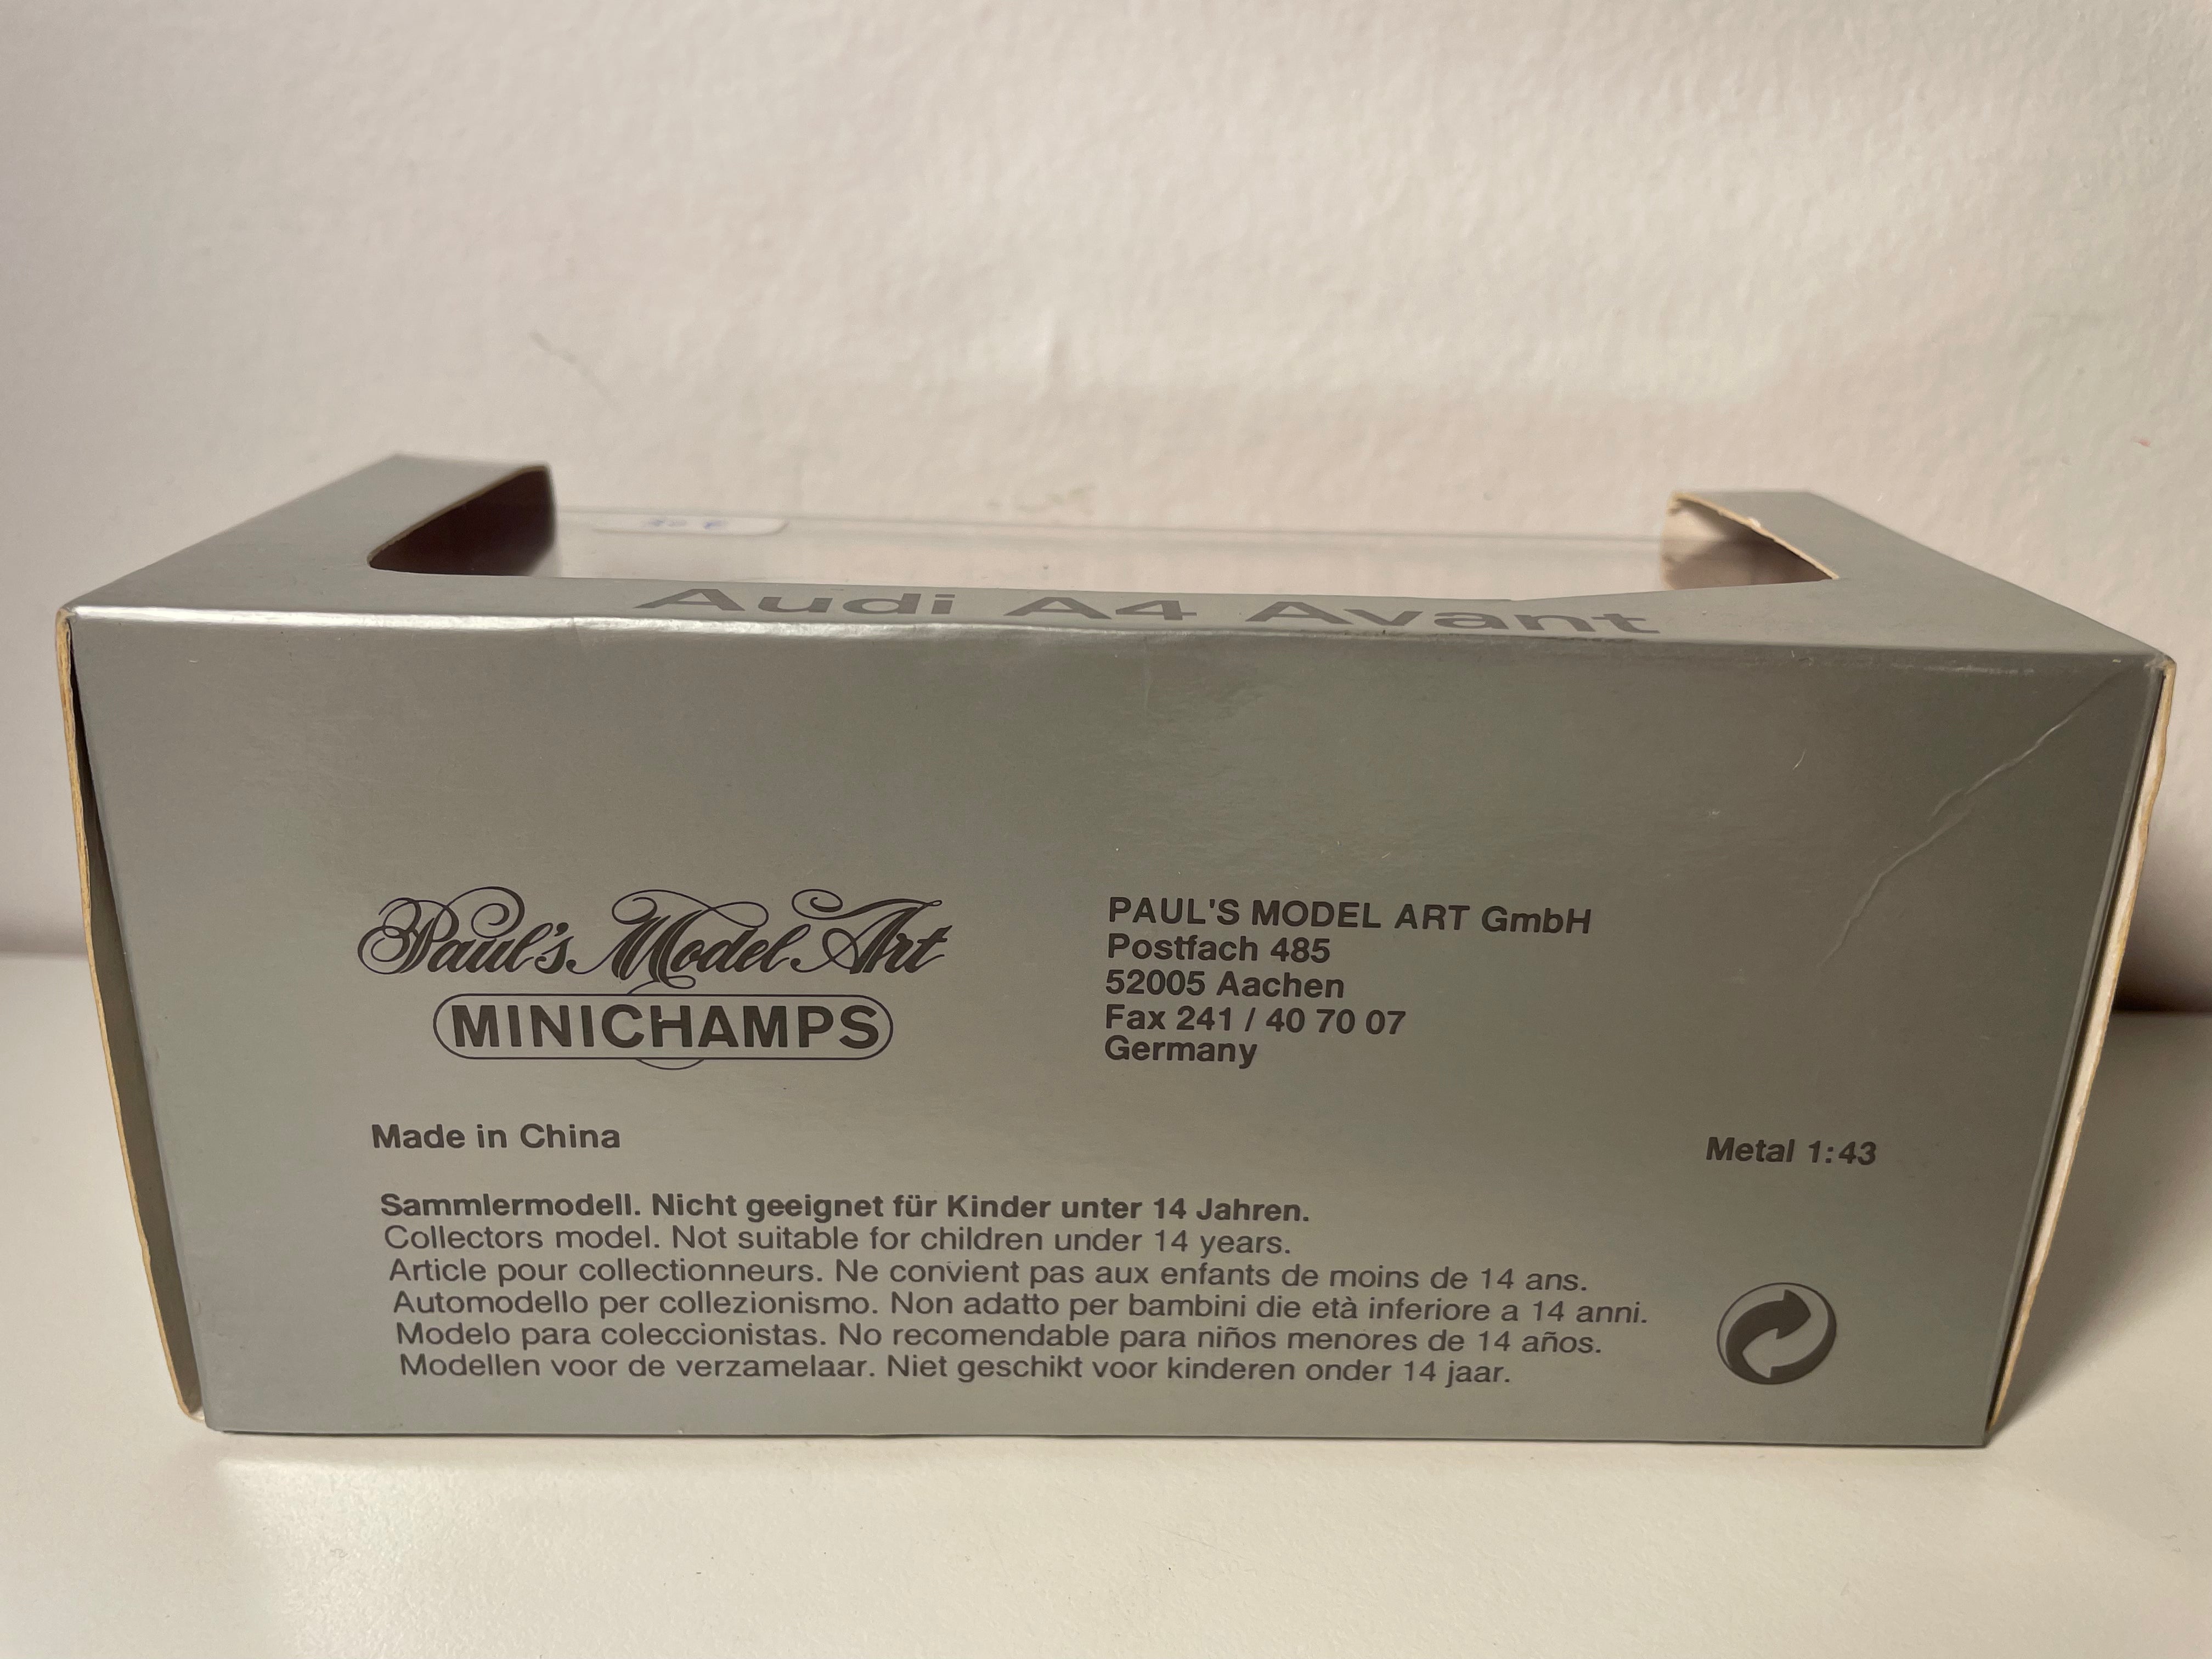 Audi A4 Avant
Paul's Model Art
MINICHAMPS
PAUL'S MODEL ART GmbH
Postfach 485
52005 Aachen
Fax 241 / 40 70 07
Germany
Made in China
Metal 1:43
Sammlermodell. Nicht geeignet für Kinder unter 14 Jahren.
Collectors model. Not suitable for children under 14 years.
Article pour collectionneurs. Ne convient pas aux enfants de moins de 14 ans.
Automodello per collezionismo. Non adatto per bambini die età inferiore a 14 anni.
Modelo para coleccionistas. No recomendable para niños menores de 14 años.
Modellen voor de verzamelaar. Niet geschikt voor kinderen onder 14 jaar.